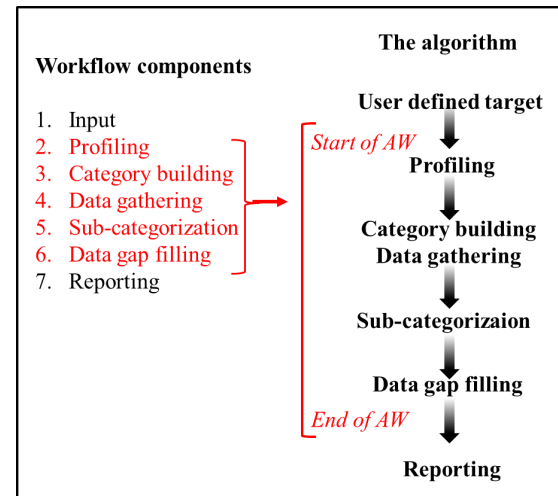 Workflow components
1. Input
2. Profiling
3. Category building
4. Data gathering
5. Sub-categorization
6. Data gap filling
7. Reporting
The algorithm
User defined target
Start of AW
Profiling
Category building
Data gathering
Sub-categorizaion
Data gap filling
End of AW
Reporting